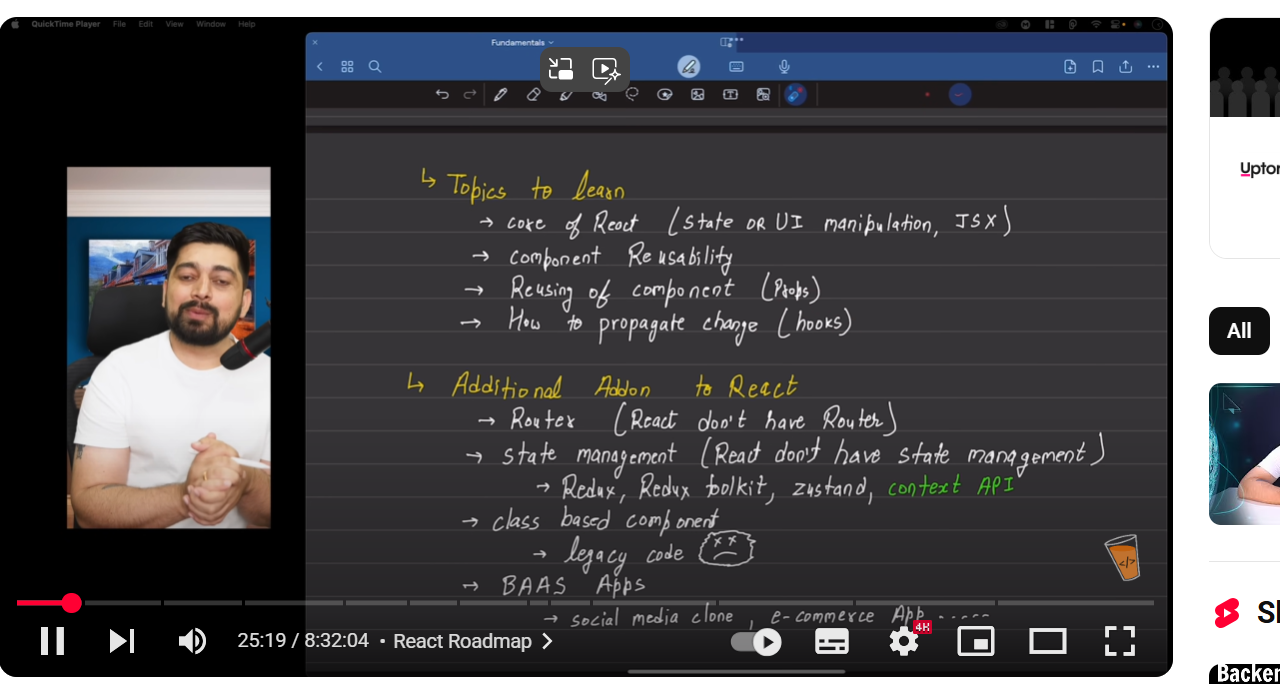 QuickTime Player File Edit View Window Help
Fundamentals
↳ Topics to learn
→ core of React (state OR UI manipulation, JSX)
→ component Reusability
→ Reusing of component (Props)
→ How to propagate change (hooks)
↳ Additional Addon to React
→ Router (React don't have Router)
→ state management (React don't have state management)
→ Redux, Redux toolkit, zustand, context API
→ class based component
→ legacy code
→ BAAS Apps
→ social media clone, e-commerce App - - - - -
</>
25:19 / 8:32:04 • React Roadmap
4K
Uptor
All
Sh
Backen